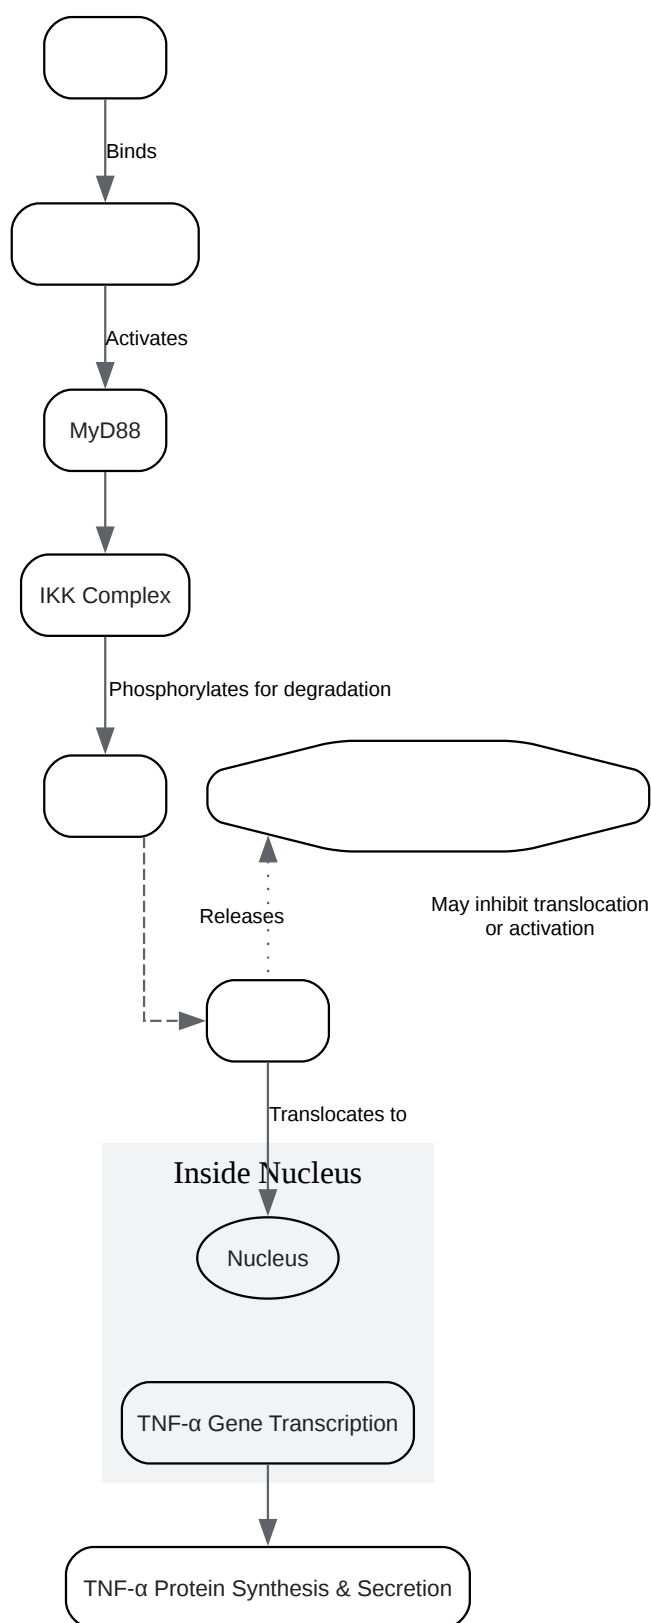 Binds
Activates
MyD88
IKK Complex
Phosphorylates for degradation
Releases
May inhibit translocation
or activation
Translocates to
Inside Nucleus
Nucleus
TNF-α Gene Transcription
TNF-α Protein Synthesis & Secretion